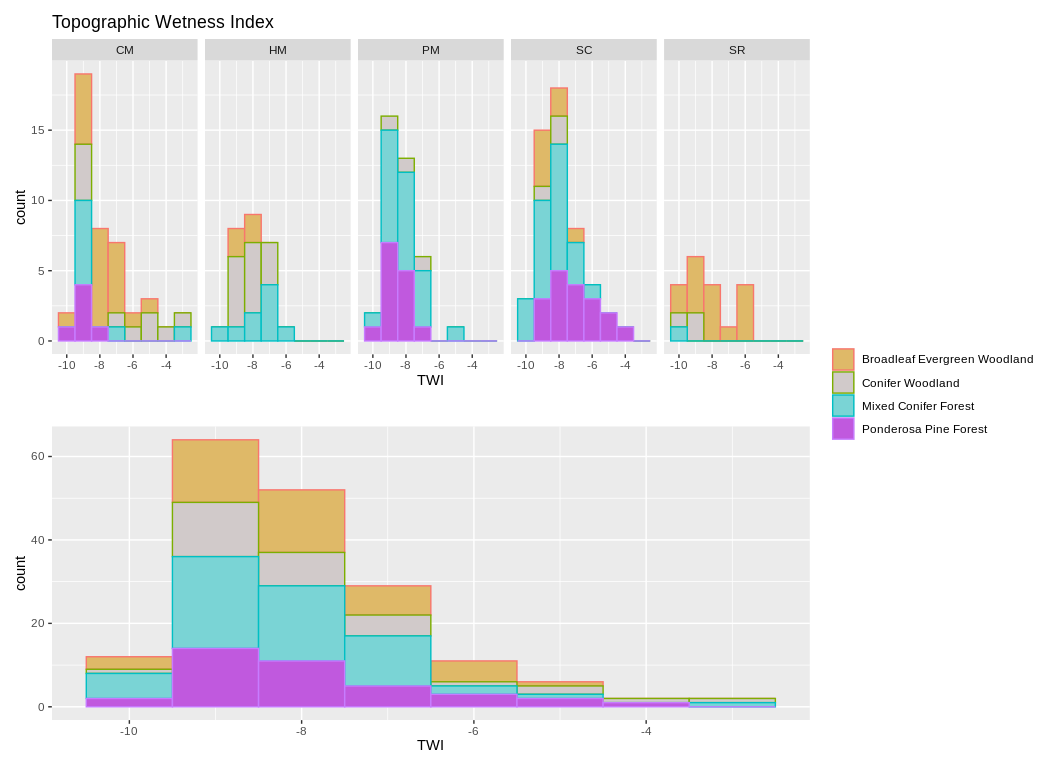 Topographic Wetness Index
CM HM PM SC SR
15
10
5
0
count
-10 -8 -6 -4 -10 -8 -6 -4 -10 -8 -6 -4 -10 -8 -6 -4 -10 -8 -6 -4
TWI
Broadleaf Evergreen Woodland
Conifer Woodland
Mixed Conifer Forest
Ponderosa Pine Forest
60
40
20
0
count
-10 -8 -6 -4
TWI